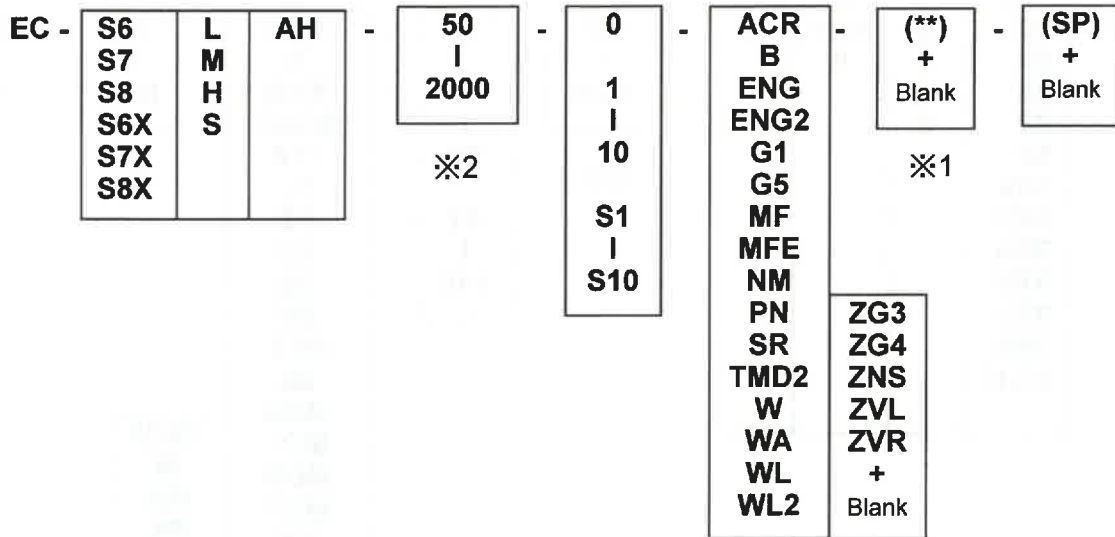 EC - S6 L AH - 50 - 0 - ACR - (**) - (SP)
S7 M I B + +
S8 H 2000 1 ENG Blank Blank
S6X S I ENG2
S7X ※2 10 G1 ※1
S8X G5
S1 MF
I MFE
S10 NM
PN ZG3
SR ZG4
TMD2 ZNS
W ZVL
WA ZVR
WL +
WL2 Blank